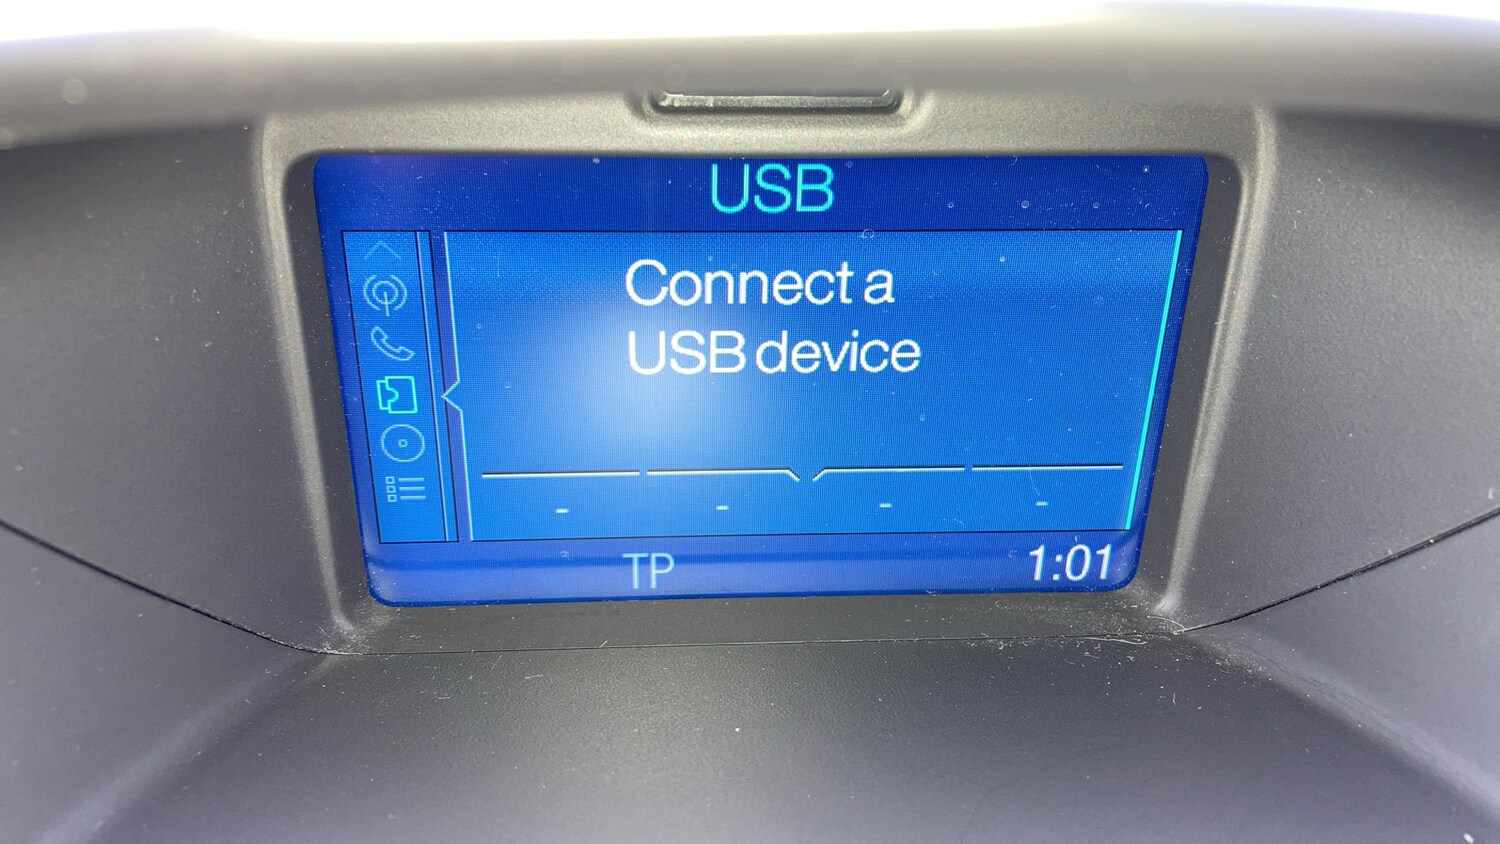 USB
Connect a
USB device
- - - -
TP 1:01